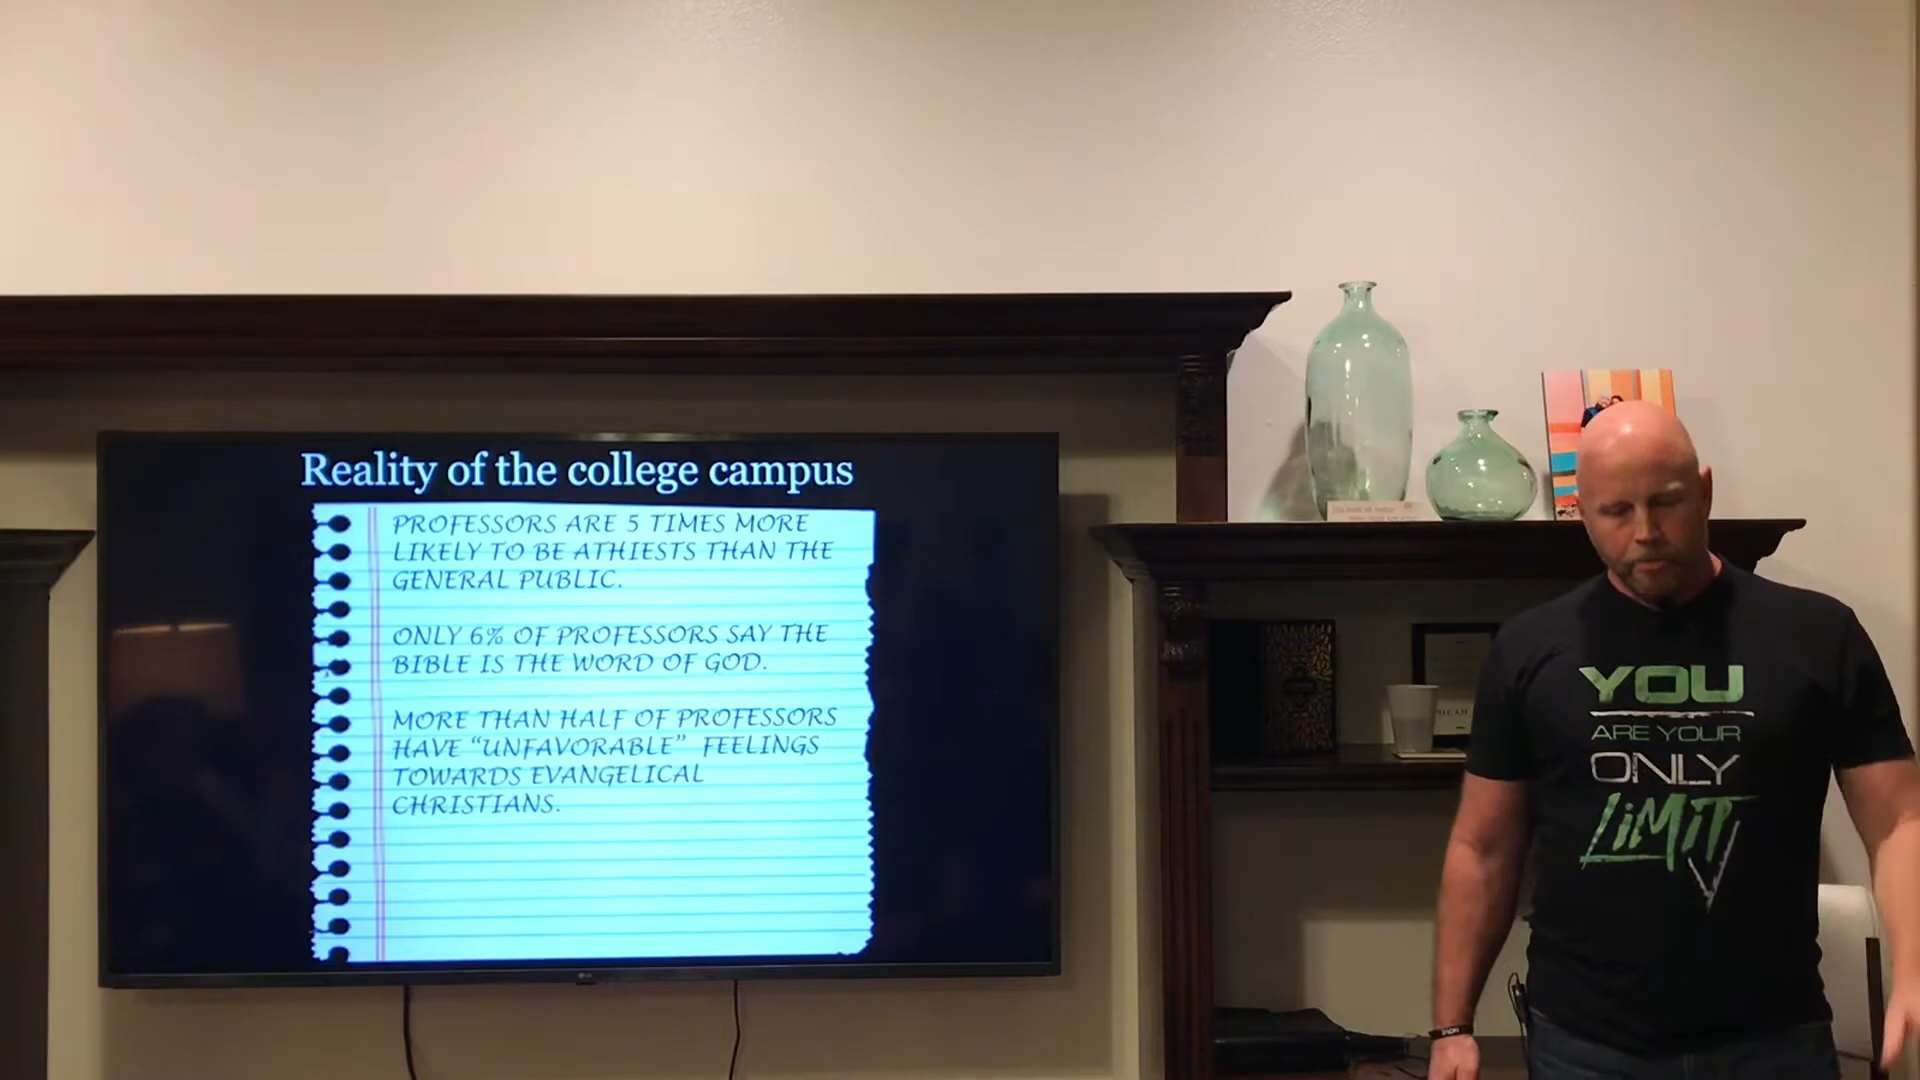 Reality of the college campus
PROFESSORS ARE 5 TIMES MORE
LIKELY TO BE ATHIESTS THAN THE
GENERAL PUBLIC.
ONLY 6% OF PROFESSORS SAY THE
BIBLE IS THE WORD OF GOD.
MORE THAN HALF OF PROFESSORS
HAVE “UNFAVORABLE” FEELINGS
TOWARDS EVANGELICAL
CHRISTIANS.
LG
YOU
ARE YOUR
ONLY
LiMiT